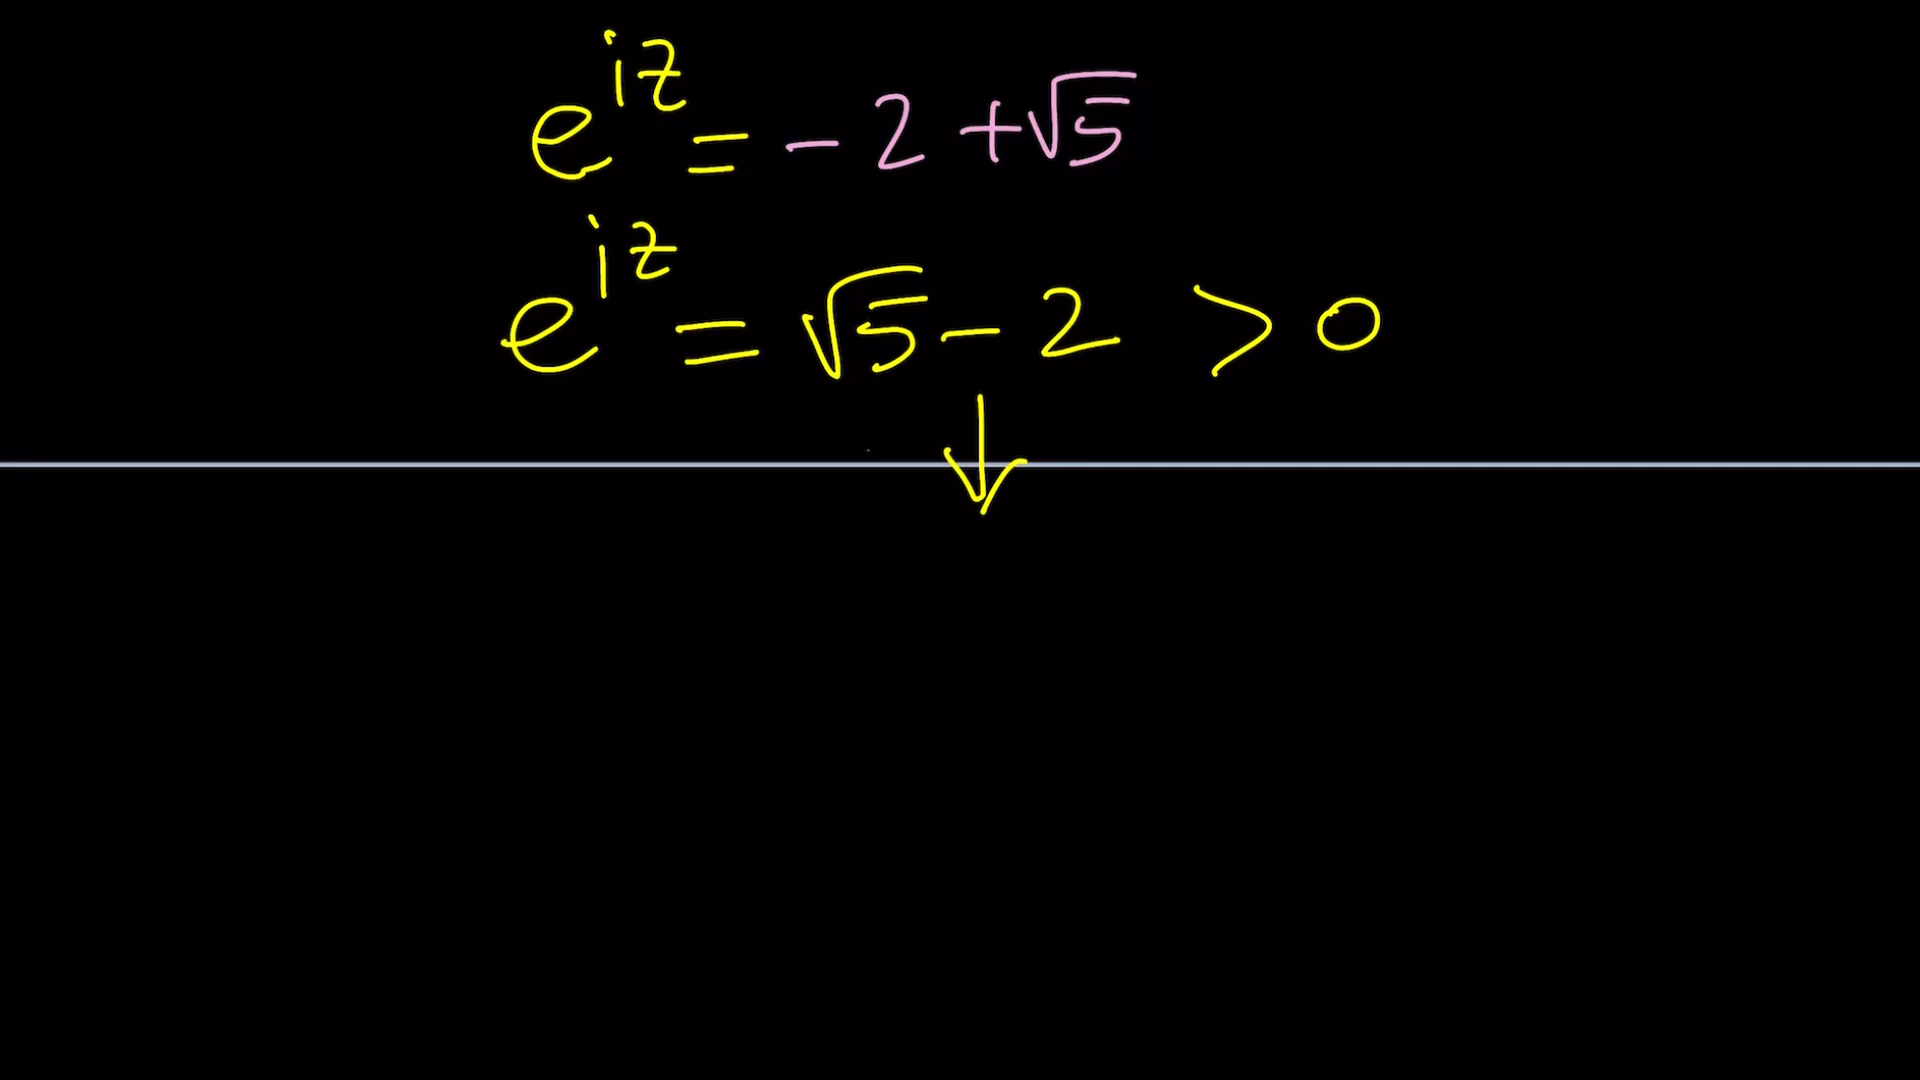 e^{iz} = -2 + √5
e^{iz} = √5 - 2 > 0
↓